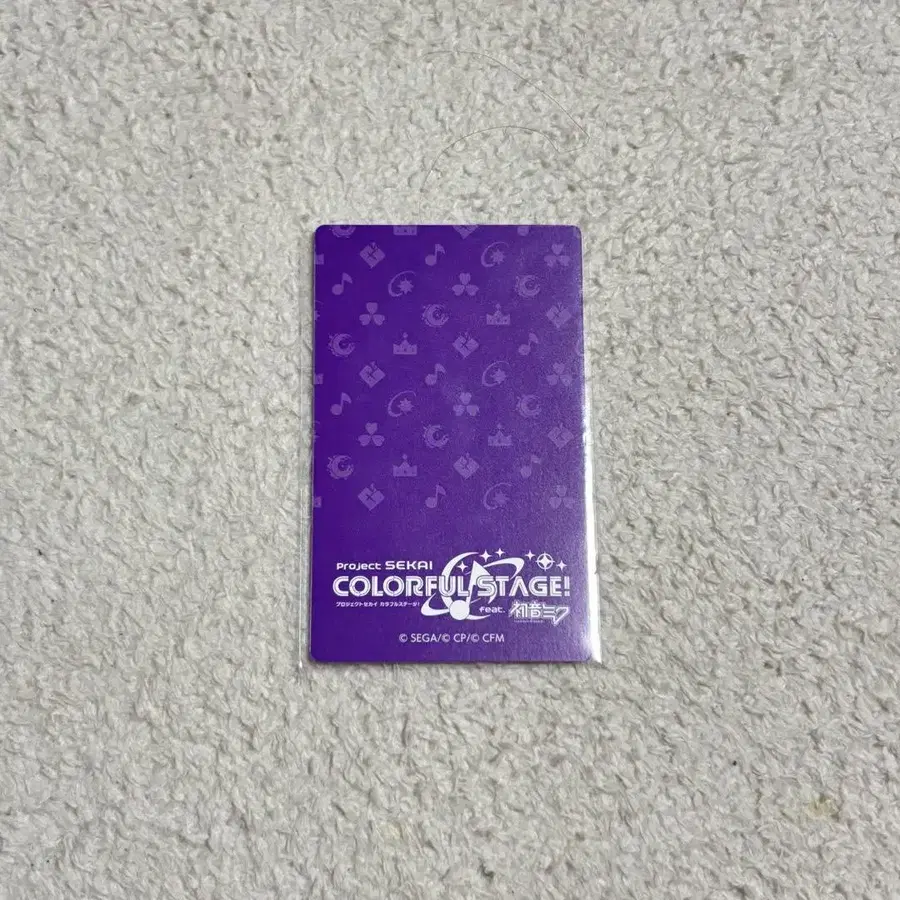 Project SEKAI
COLORFUL STAGE!
プロジェクトセカイ カラフルステージ!
feat. 初音ミク
© SEGA/© CP/© CFM